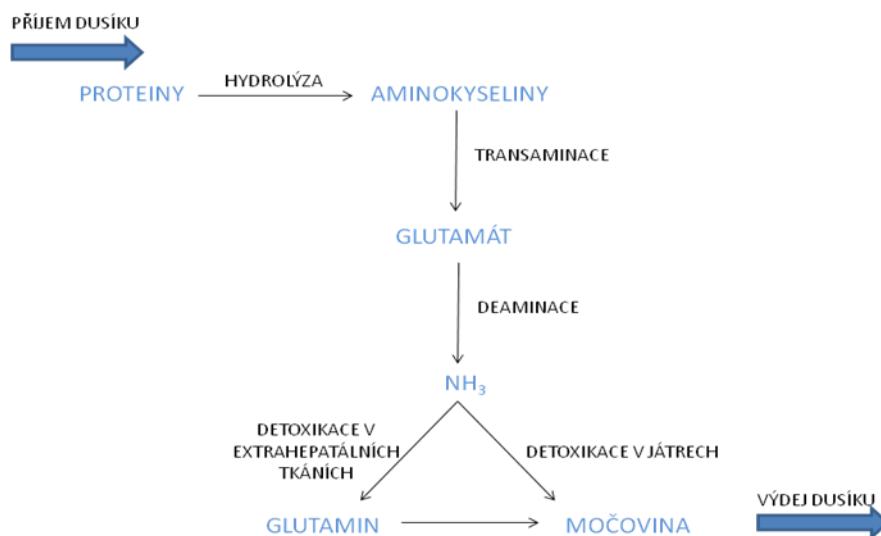 PŘÍJEM DUSÍKU
PROTEINY
HYDROLÝZA
AMINOKYSELINY
TRANSAMINACE
GLUTAMÁT
DEAMINACE
NH₃
DETOXIKACE V
EXTRAHEPATÁLNÍCH
TKÁNÍCH
DETOXIKACE V JÁTRECH
GLUTAMIN
MOČOVINA
VÝDEJ DUSÍKU